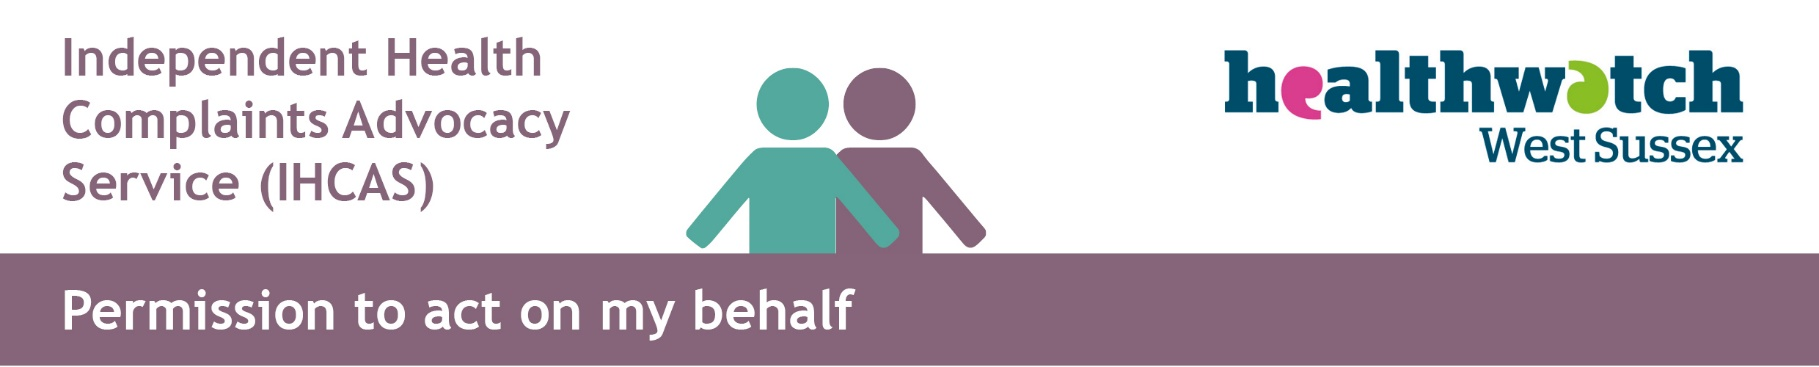 Independent Health
Complaints Advocacy
Service (IHCAS)
healthwatch
West Sussex
Permission to act on my behalf